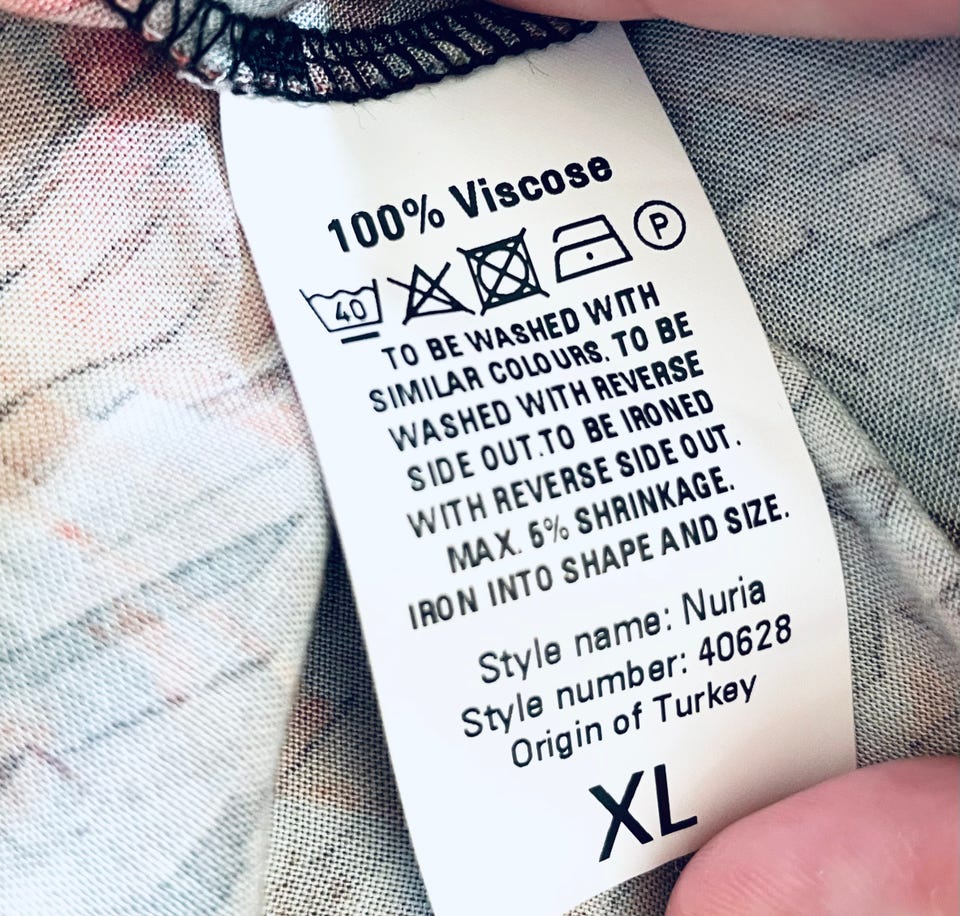 100% Viscose
40 P
TO BE WASHED WITH
SIMILAR COLOURS. TO BE
WASHED WITH REVERSE
SIDE OUT.TO BE IRONED
WITH REVERSE SIDE OUT.
MAX. 5% SHRINKAGE.
IRON INTO SHAPE AND SIZE.
Style name: Nuria
Style number: 40628
Origin of Turkey
XL